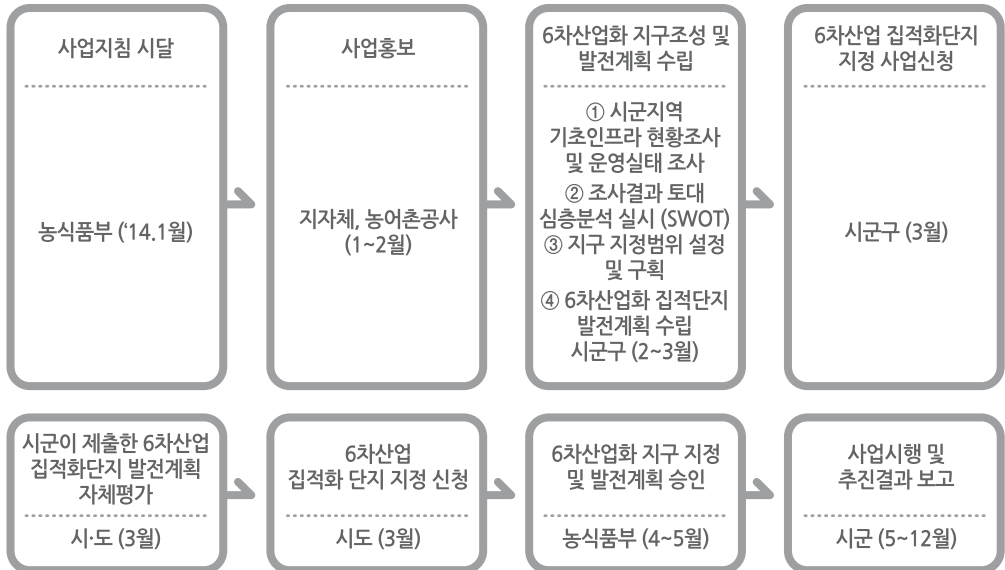 사업지침 시달
농식품부 (‘14.1월)
사업홍보
지자체, 농어촌공사
(1~2월)
6차산업화 지구조성 및
발전계획 수립
① 시군지역
기초인프라 현황조사
및 운영실태 조사
② 조사결과 토대
심층분석 실시 (SWOT)
③ 지구 지정범위 설정
및 구획
④ 6차산업화 집적단지
발전계획 수립
시군구 (2~3월)
6차산업 집적화단지
지정 사업신청
시군구 (3월)
시군이 제출한 6차산업
집적화단지 발전계획
자체평가
시·도 (3월)
6차산업
집적화 단지 지정 신청
시도 (3월)
6차산업화 지구 지정
및 발전계획 승인
농식품부 (4~5월)
사업시행 및
추진결과 보고
시군 (5~12월)